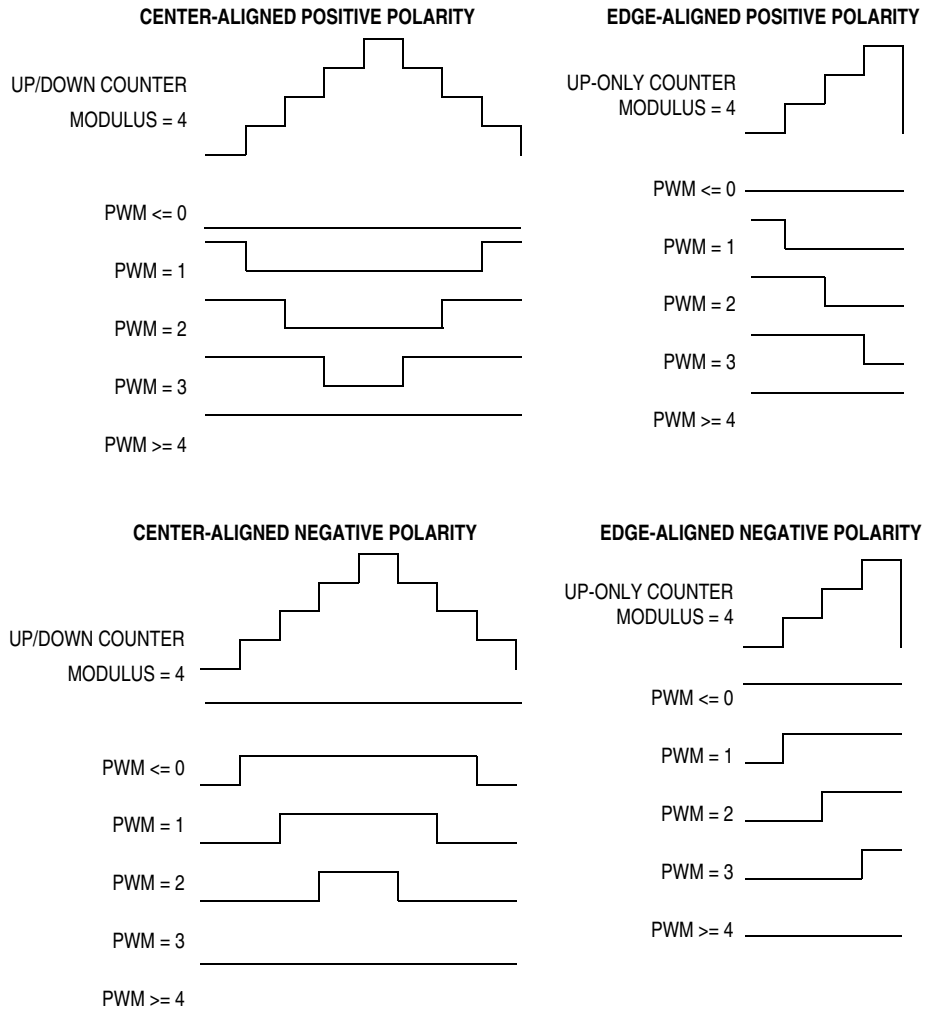 CENTER-ALIGNED POSITIVE POLARITY
UP/DOWN COUNTER
MODULUS = 4
PWM <= 0
PWM = 1
PWM = 2
PWM = 3
PWM >= 4
EDGE-ALIGNED POSITIVE POLARITY
UP-ONLY COUNTER
MODULUS = 4
PWM <= 0
PWM = 1
PWM = 2
PWM = 3
PWM >= 4
CENTER-ALIGNED NEGATIVE POLARITY
UP/DOWN COUNTER
MODULUS = 4
PWM <= 0
PWM = 1
PWM = 2
PWM = 3
PWM >= 4
EDGE-ALIGNED NEGATIVE POLARITY
UP-ONLY COUNTER
MODULUS = 4
PWM <= 0
PWM = 1
PWM = 2
PWM = 3
PWM >= 4